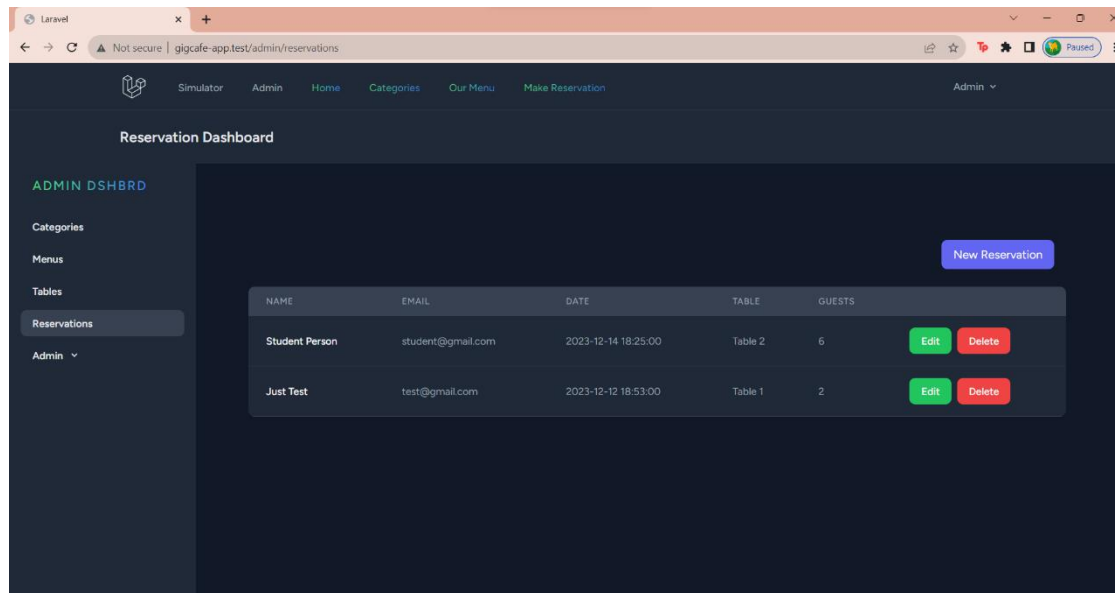 Laravel
Not secure | gigcafe-app.test/admin/reservations
Tp
Paused
Simulator Admin Home Categories Our Menu Make Reservation Admin
Reservation Dashboard
ADMIN DSHBRD
Categories
Menus
Tables
Reservations
Admin
New Reservation
NAME EMAIL DATE TABLE GUESTS
Student Person student@gmail.com 2023-12-14 18:25:00 Table 2 6 Edit Delete
Just Test test@gmail.com 2023-12-12 18:53:00 Table 1 2 Edit Delete